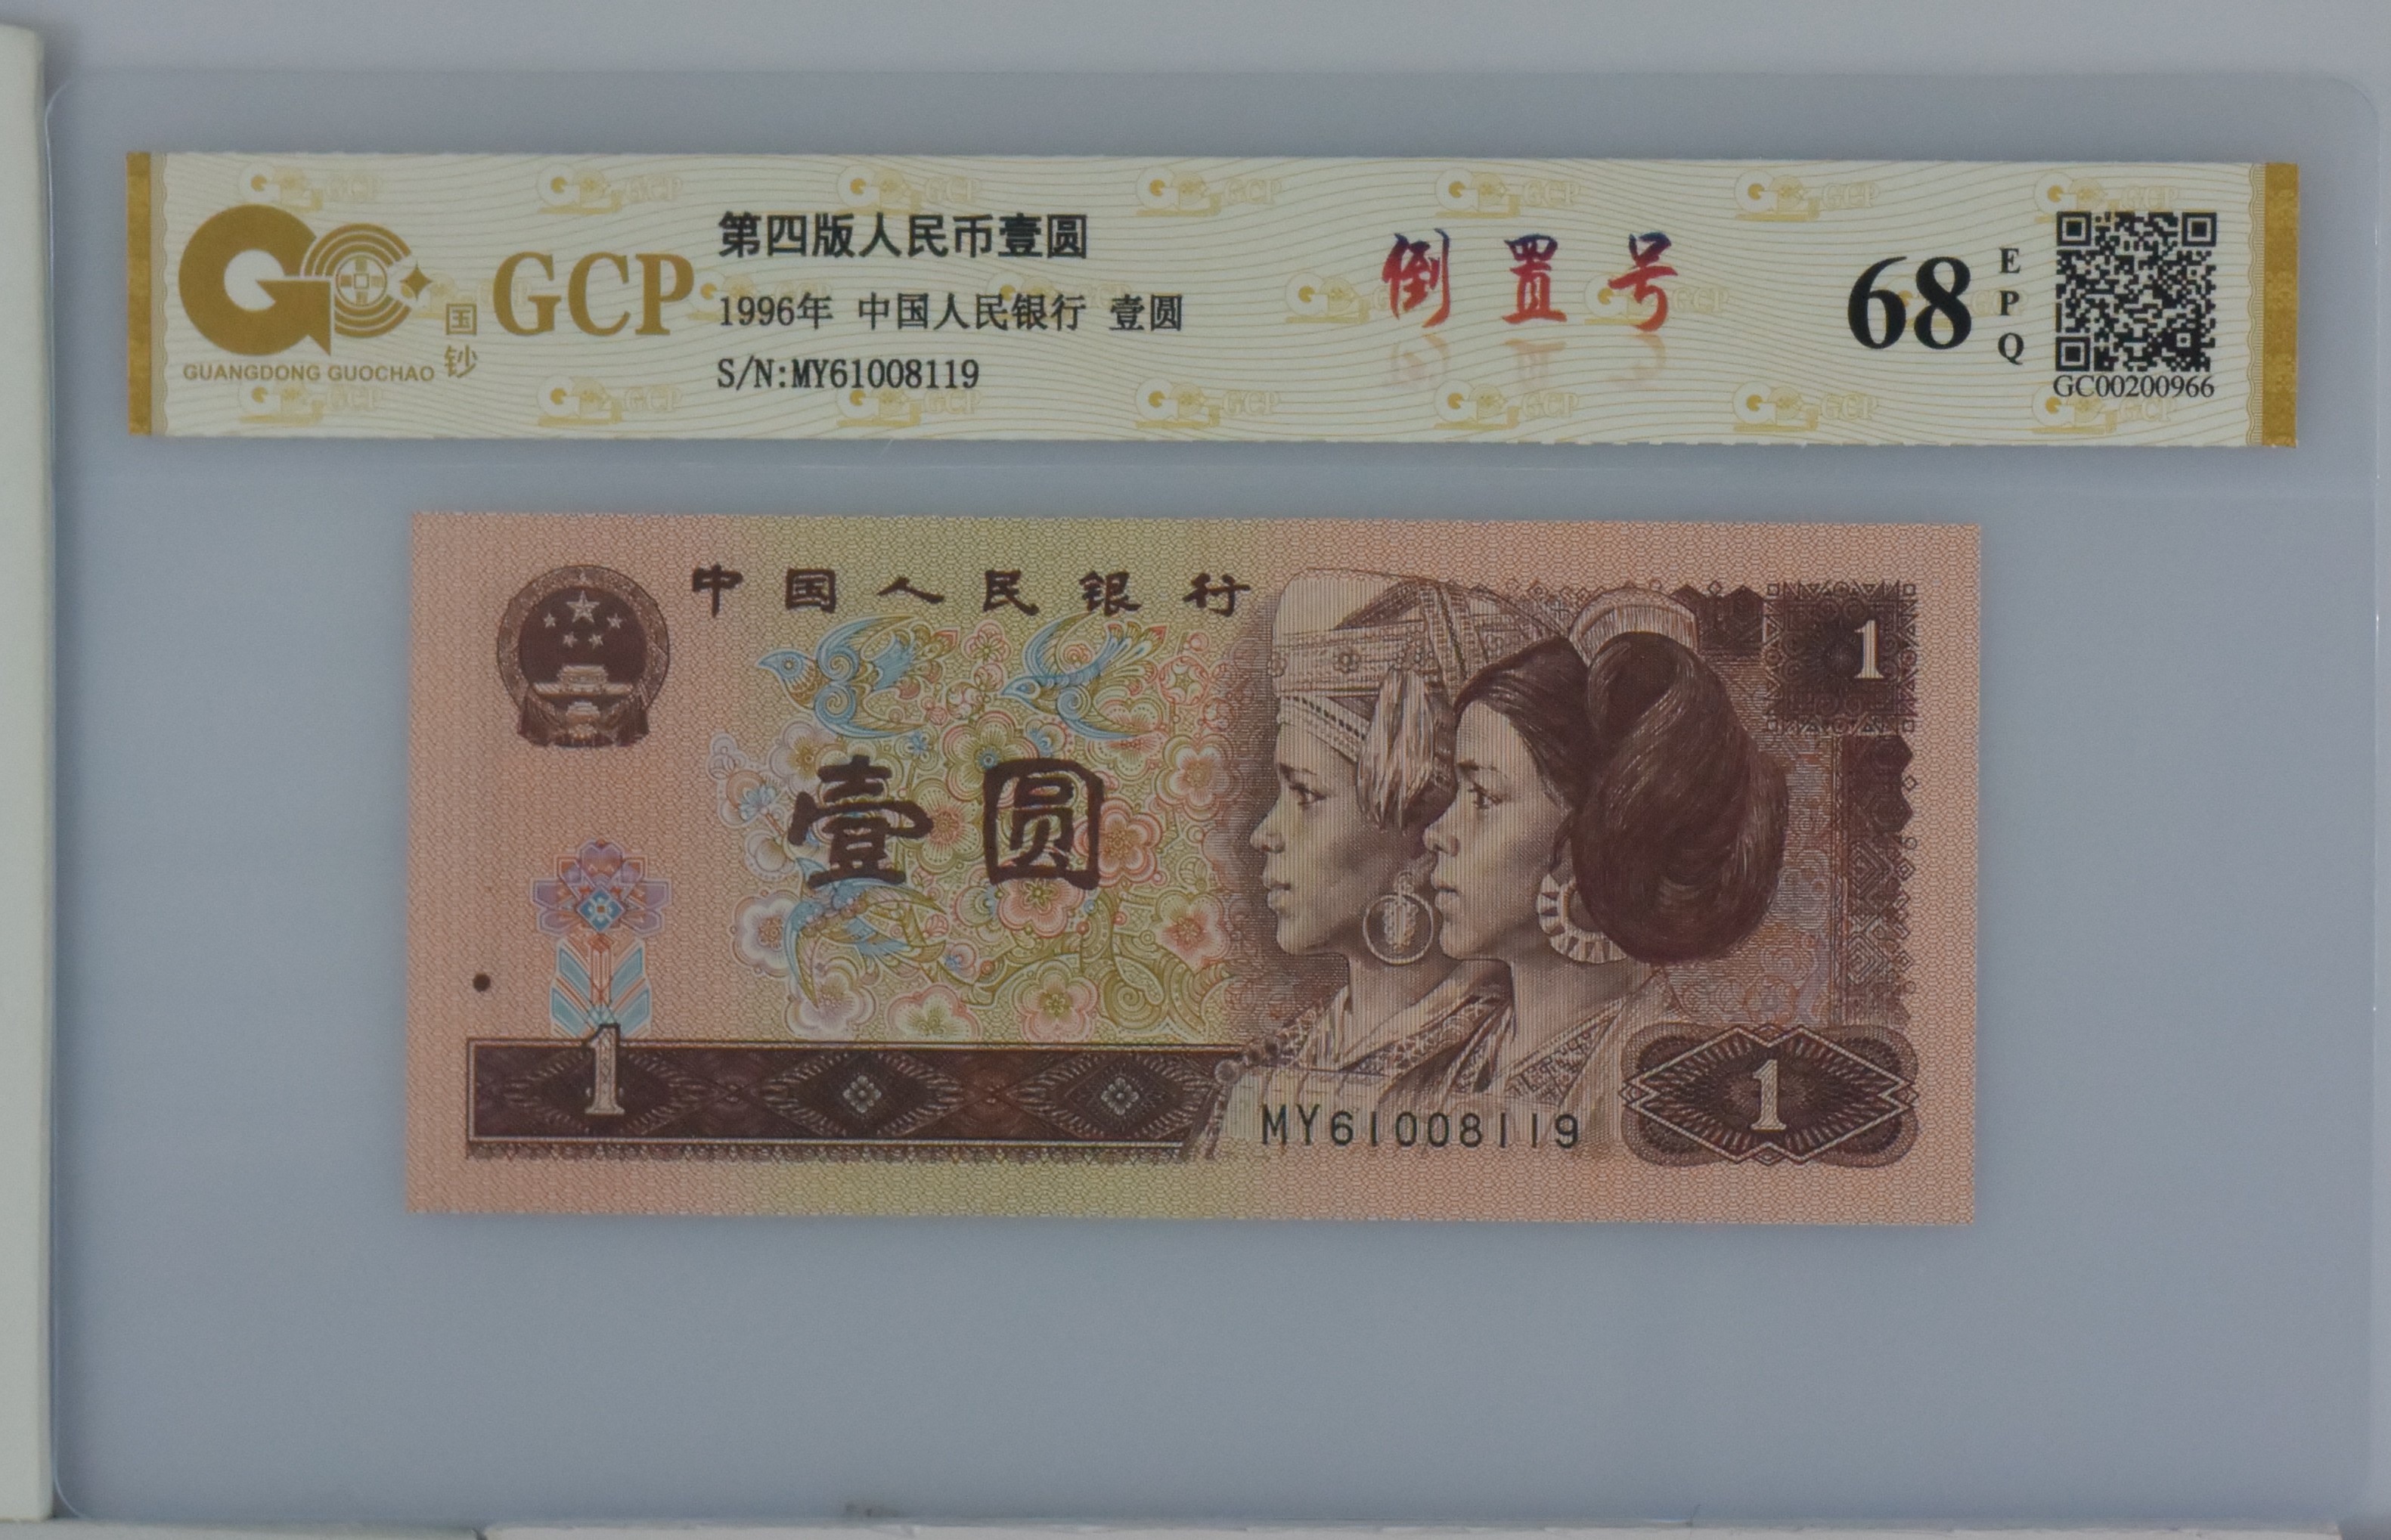 GCP
国钞
GUANGDONG GUOCHAO
第四版人民币壹圆
1996年 中国人民银行 壹圆
S/N:MY61008119
倒置号
68
EPQ
GC00200966
中国人民银行
1
壹圆
1
1
MY61008119